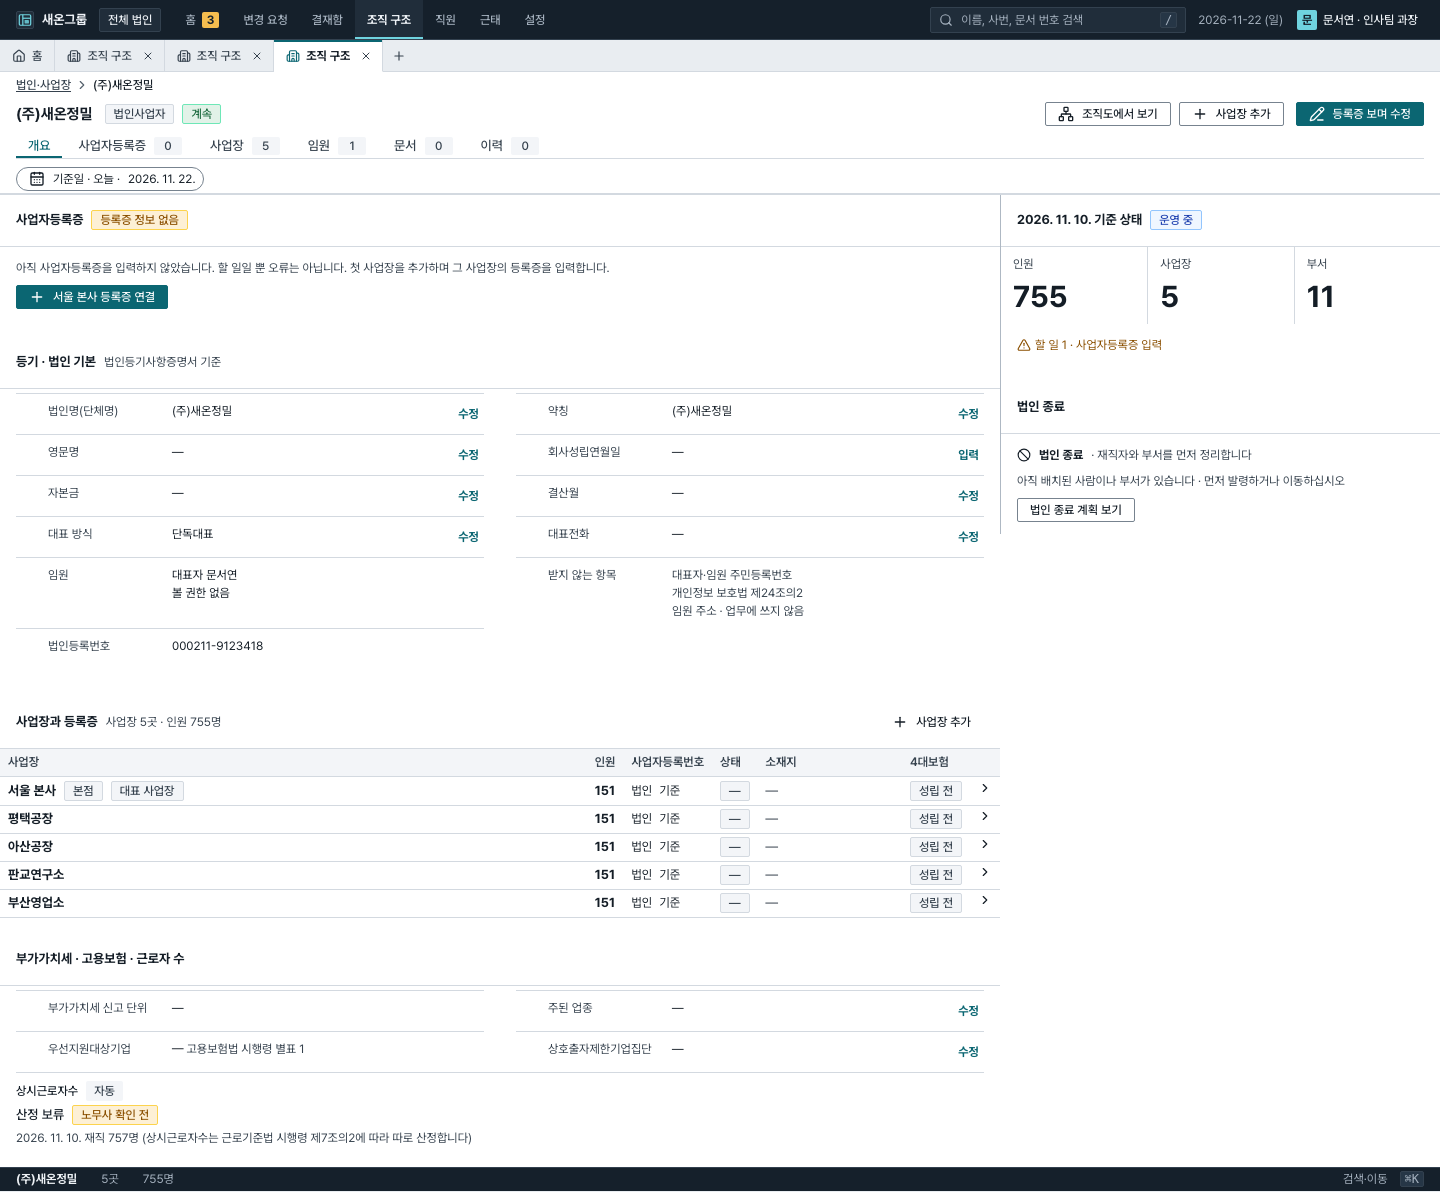 새온그룹 전체 법인 홈 3 변경 요청 결재함 조직 구조 직원 근태 설정 이름, 사번, 문서 번호 검색 / 2026-11-22 (일) 문 문서연 · 인사팀 과장
홈 조직 구조 조직 구조 조직 구조
법인·사업장 (주)새온정밀
(주)새온정밀 법인사업자 계속 조직도에서 보기 사업장 추가 등록증 보며 수정
개요 사업자등록증 0 사업장 5 임원 1 문서 0 이력 0
기준일 · 오늘 · 2026. 11. 22.
사업자등록증 등록증 정보 없음
아직 사업자등록증을 입력하지 않았습니다. 할 일일 뿐 오류는 아닙니다. 첫 사업장을 추가하며 그 사업장의 등록증을 입력합니다.
서울 본사 등록증 연결
2026. 11. 10. 기준 상태 운영 중
인원 사업장 부서
755 5 11
할 일 1 · 사업자등록증 입력
법인 종료
법인 종료 · 재직자와 부서를 먼저 정리합니다
아직 배치된 사람이나 부서가 있습니다 · 먼저 발령하거나 이동하십시오
법인 종료 계획 보기
등기 · 법인 기본 법인등기사항증명서 기준
법인명(단체명) (주)새온정밀 수정 약칭 (주)새온정밀 수정
영문명 — 수정 회사성립연월일 — 입력
자본금 — 수정 결산월 — 수정
대표 방식 단독대표 수정 대표전화 — 수정
임원 대표자 문서연 받지 않는 항목 대표자·임원 주민등록번호
볼 권한 없음 개인정보 보호법 제24조의2
임원 주소 · 업무에 쓰지 않음
법인등록번호 000211-9123418
사업장과 등록증 사업장 5곳 · 인원 755명 사업장 추가
사업장 인원 사업자등록번호 상태 소재지 4대보험
서울 본사 본점 대표 사업장 151 법인 기준 — — 성립 전
평택공장 151 법인 기준 — — 성립 전
아산공장 151 법인 기준 — — 성립 전
판교연구소 151 법인 기준 — — 성립 전
부산영업소 151 법인 기준 — — 성립 전
부가가치세 · 고용보험 · 근로자 수
부가가치세 신고 단위 — 주된 업종 — 수정
우선지원대상기업 — 고용보험법 시행령 별표 1 상호출자제한기업집단 — 수정
상시근로자수 자동
산정 보류 노무사 확인 전
2026. 11. 10. 재직 757명 (상시근로자수는 근로기준법 시행령 제7조의2에 따라 따로 산정합니다)
(주)새온정밀 5곳 755명 검색·이동 ⌘K